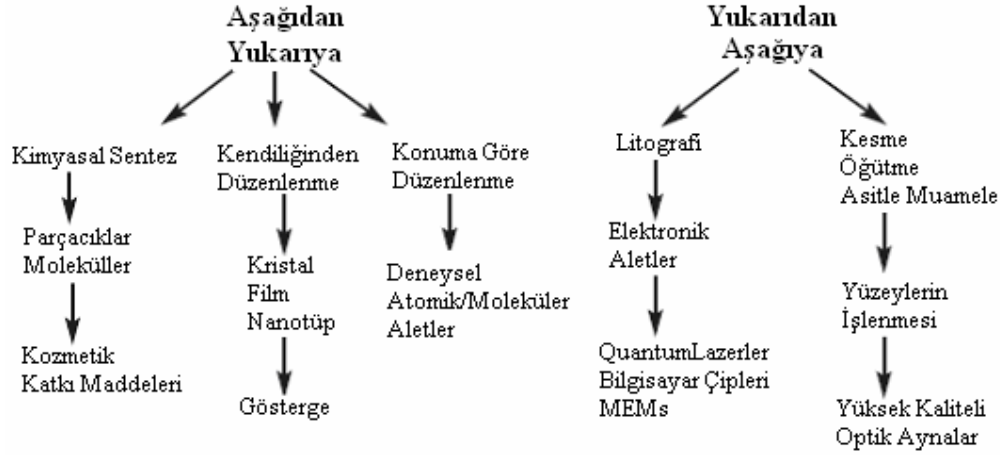 Aşağıdan
Yukarıya
Kimyasal Sentez
Parçacıklar
Moleküller
Kozmetik
Katkı Maddeleri
Kendiliğinden
Düzenlenme
Kristal
Film
Nanotüp
Gösterge
Konuma Göre
Düzenlenme
Deneysel
Atomik/Moleküler
Aletler
Yukarıdan
Aşağıya
Litografi
Elektronik
Aletler
QuantumLazerler
Bilgisayar Çipleri
MEMs
Kesme
Öğütme
Asitle Muamele
Yüzeylerin
İşlenmesi
Yüksek Kaliteli
Optik Aynalar